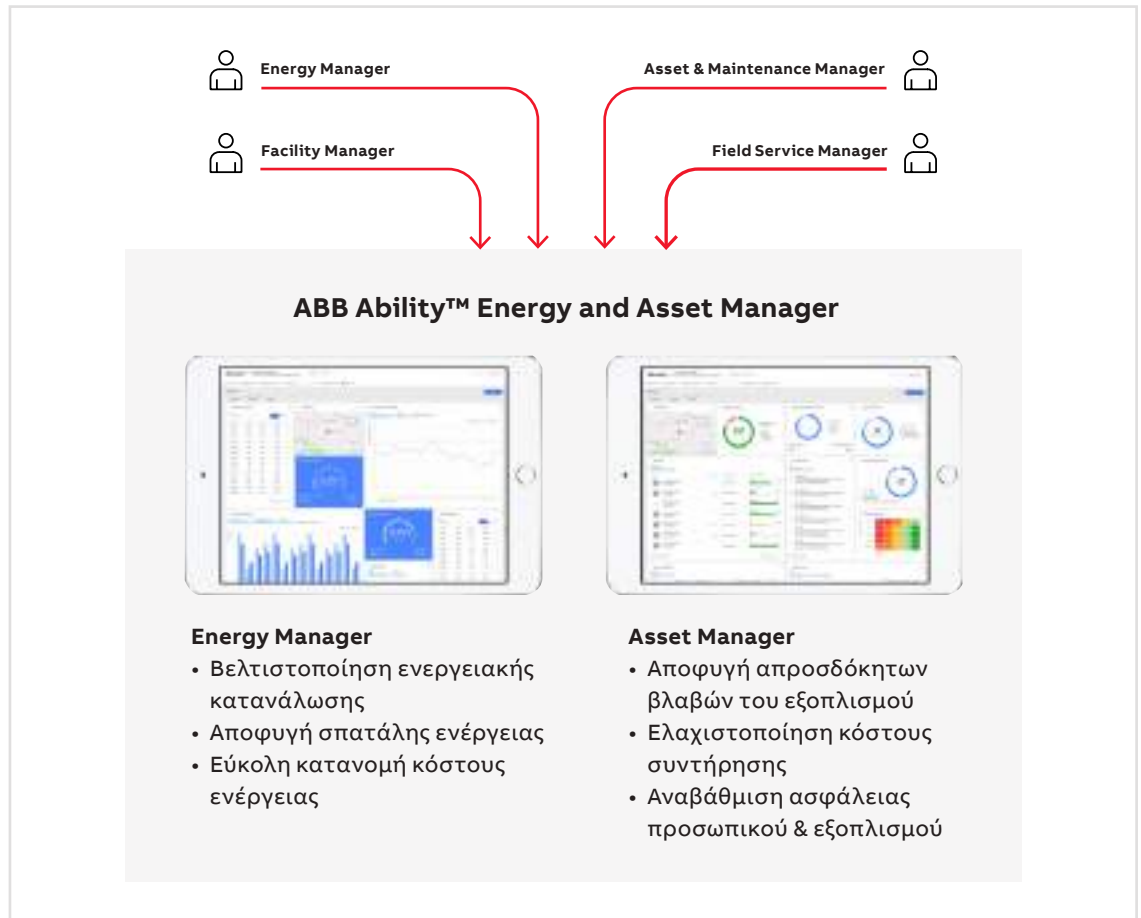 Energy Manager
Asset & Maintenance Manager
Facility Manager
Field Service Manager
ABB Ability™ Energy and Asset Manager
Energy Manager
• Βελτιστοποίηση ενεργειακής
κατανάλωσης
• Αποφυγή σπατάλης ενέργειας
• Εύκολη κατανομή κόστους
ενέργειας
Asset Manager
• Αποφυγή απροσδόκητων
βλαβών του εξοπλισμού
• Ελαχιστοποίηση κόστους
συντήρησης
• Αναβάθμιση ασφάλειας
προσωπικού & εξοπλισμού